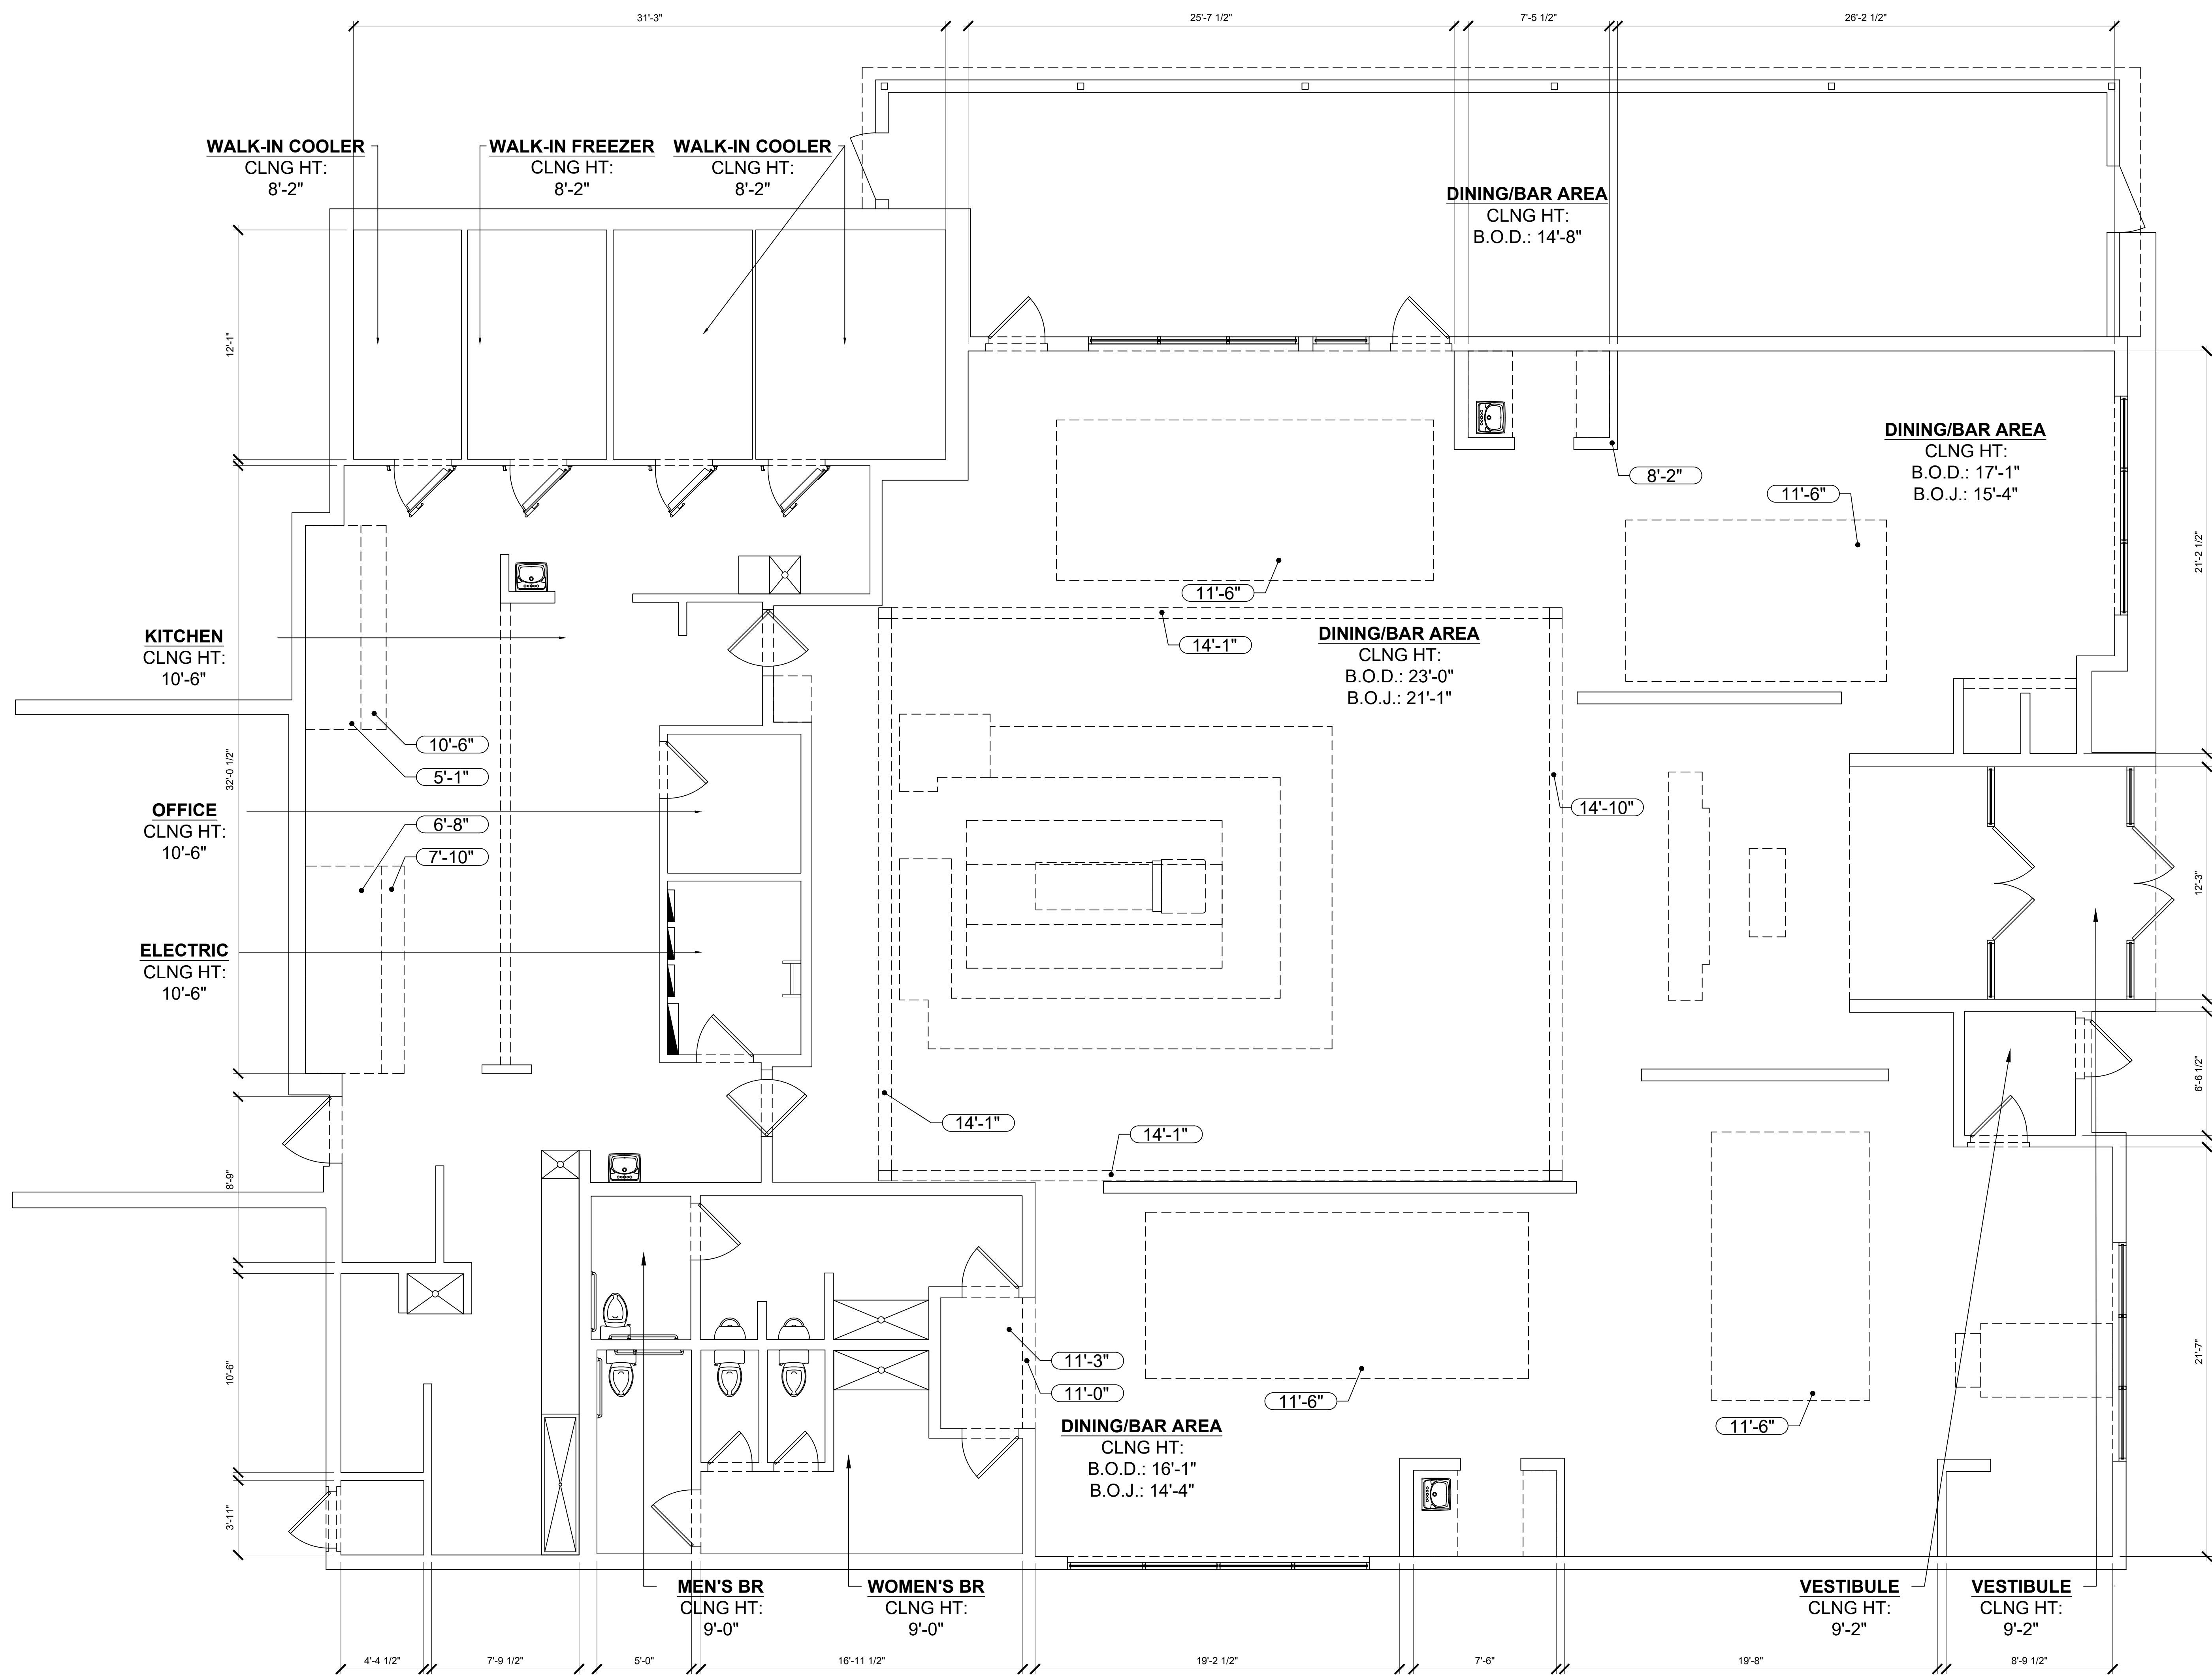 31'-3"
25'-7 1/2"
7'-5 1/2"
26'-2 1/2"
WALK-IN COOLER
CLNG HT:
8'-2"
WALK-IN FREEZER
CLNG HT:
8'-2"
WALK-IN COOLER
CLNG HT:
8'-2"
DINING/BAR AREA
CLNG HT:
B.O.D.: 14'-8"
12'-1"
DINING/BAR AREA
CLNG HT:
B.O.D.: 17'-1"
B.O.J.: 15'-4"
8'-2"
11'-6"
21'-2 1/2"
11'-6"
KITCHEN
CLNG HT:
10'-6"
14'-1"
DINING/BAR AREA
CLNG HT:
B.O.D.: 23'-0"
B.O.J.: 21'-1"
10'-6"
5'-1"
32'-0 1/2"
OFFICE
CLNG HT:
10'-6"
6'-8"
7'-10"
14'-10"
12'-3"
ELECTRIC
CLNG HT:
10'-6"
6'-6 1/2"
14'-1"
14'-1"
8'-9"
10'-6"
11'-3"
11'-0"
11'-6"
11'-6"
21'-7"
DINING/BAR AREA
CLNG HT:
B.O.D.: 16'-1"
B.O.J.: 14'-4"
3'-11"
MEN'S BR
CLNG HT:
9'-0"
WOMEN'S BR
CLNG HT:
9'-0"
VESTIBULE
CLNG HT:
9'-2"
VESTIBULE
CLNG HT:
9'-2"
4'-4 1/2"
7'-9 1/2"
5'-0"
16'-11 1/2"
19'-2 1/2"
7'-6"
19'-8"
8'-9 1/2"